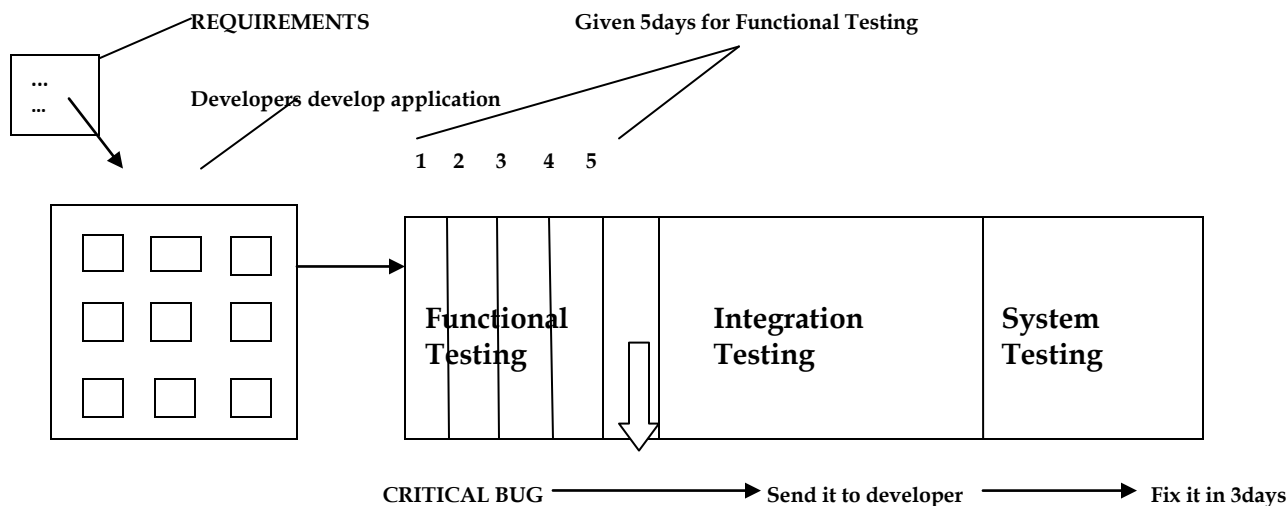 REQUIREMENTS
Given 5days for Functional Testing
...
...
Developers develop application
1 2 3 4 5
Functional
Testing
Integration
Testing
System
Testing
CRITICAL BUG
Send it to developer
Fix it in 3days